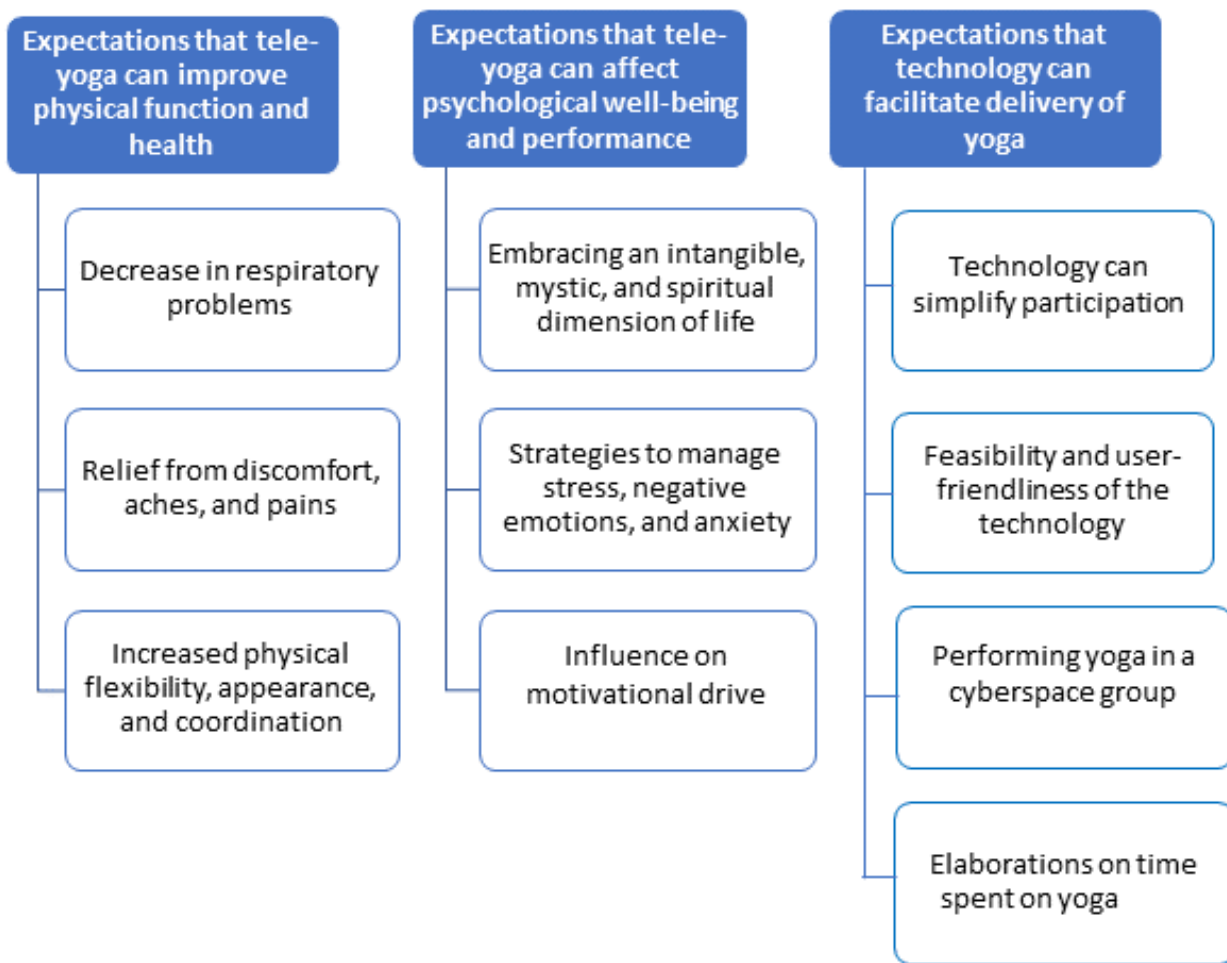 Expectations that tele-
yoga can improve
physical function and
health
Decrease in respiratory
problems
Relief from discomfort,
aches, and pains
Increased physical
flexibility, appearance,
and coordination
Expectations that tele-
yoga can affect
psychological well-being
and performance
Embracing an intangible,
mystic, and spiritual
dimension of life
Strategies to manage
stress, negative
emotions, and anxiety
Influence on
motivational drive
Expectations that
technology can
facilitate delivery of
yoga
Technology can
simplify participation
Feasibility and user-
friendliness of the
technology
Performing yoga in a
cyberspace group
Elaborations on time
spent on yoga